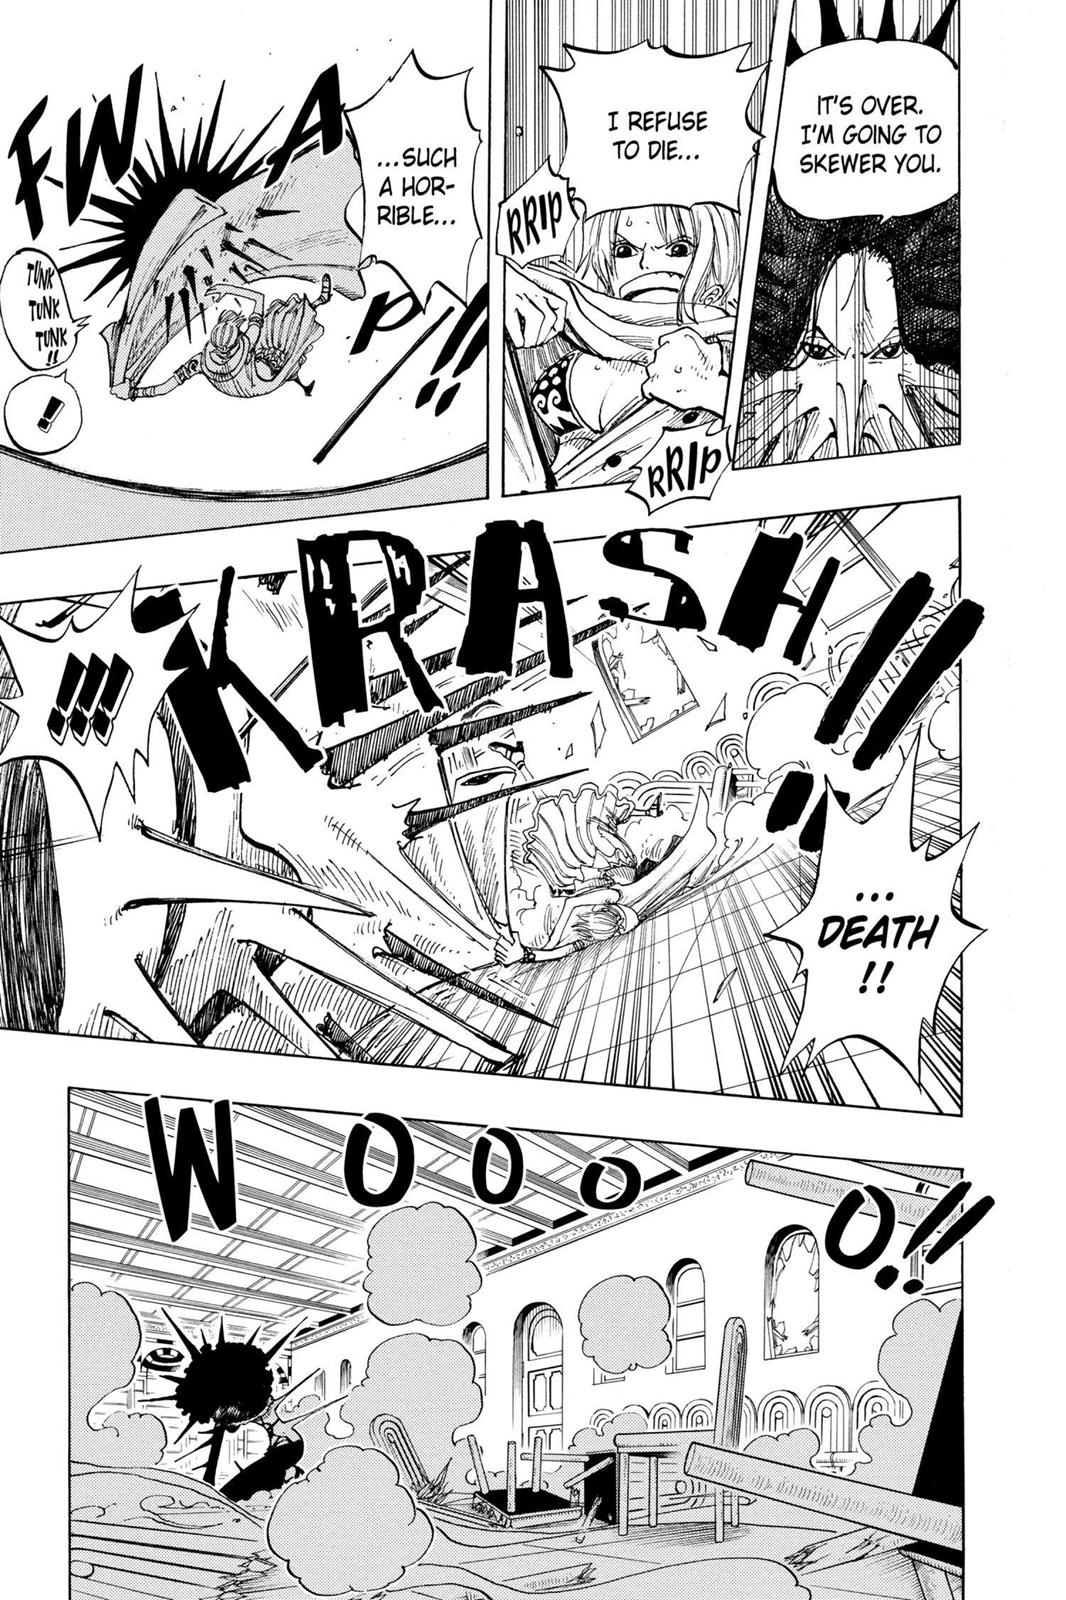 IT'S OVER.
I'M GOING TO
SKEWER YOU.
I REFUSE
TO DIE...
RRIP
RRIP
...SUCH
A HOR-
RIBLE...
FWAP!!
TUNK
TUNK
TUNK
!!
!!
KRASH!!!!
...
DEATH
!!
!!!
WOOOO!!